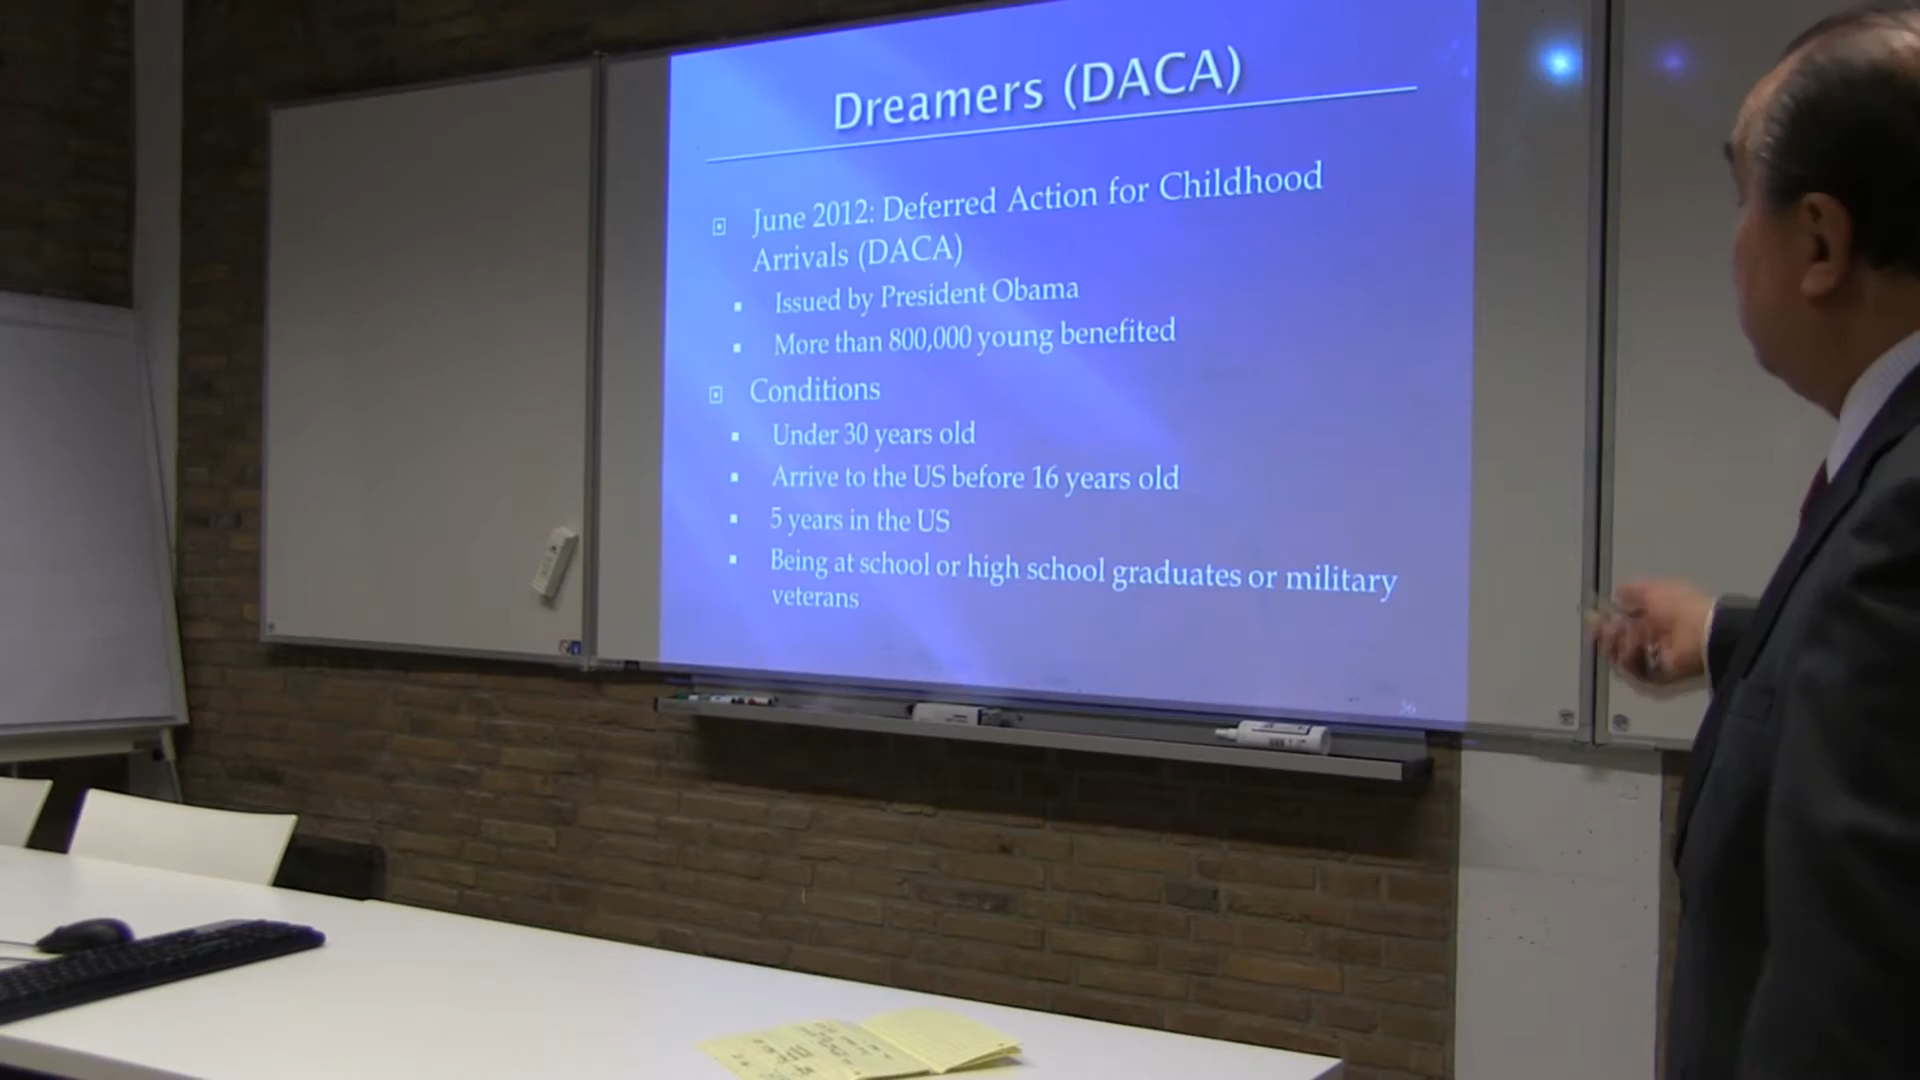 Dreamers (DACA)
June 2012: Deferred Action for Childhood
Arrivals (DACA)
Issued by President Obama
More than 800,000 young benefited
Conditions
Under 30 years old
Arrive to the US before 16 years old
5 years in the US
Being at school or high school graduates or military
veterans
36